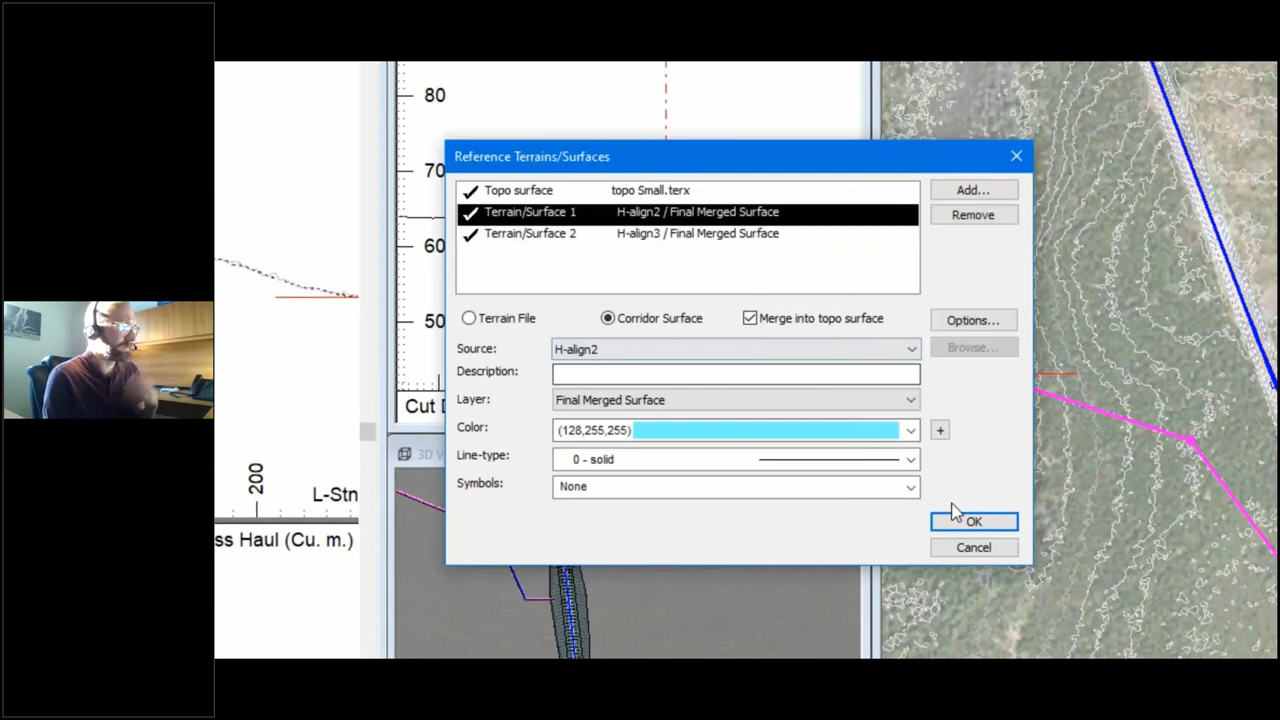 80
70
60
50
Cut D
3D V
200
L-Stn
ss Haul (Cu. m.)
Reference Terrains/Surfaces
Topo surface topo Small.terx
Terrain/Surface 1 H-align2 / Final Merged Surface
Terrain/Surface 2 H-align3 / Final Merged Surface
Add...
Remove
Terrain File
Corridor Surface
Merge into topo surface
Options...
Source: H-align2
Browse...
Description:
Layer: Final Merged Surface
Color: (128,255,255)
+
Line-type: 0 - solid
Symbols: None
OK
Cancel